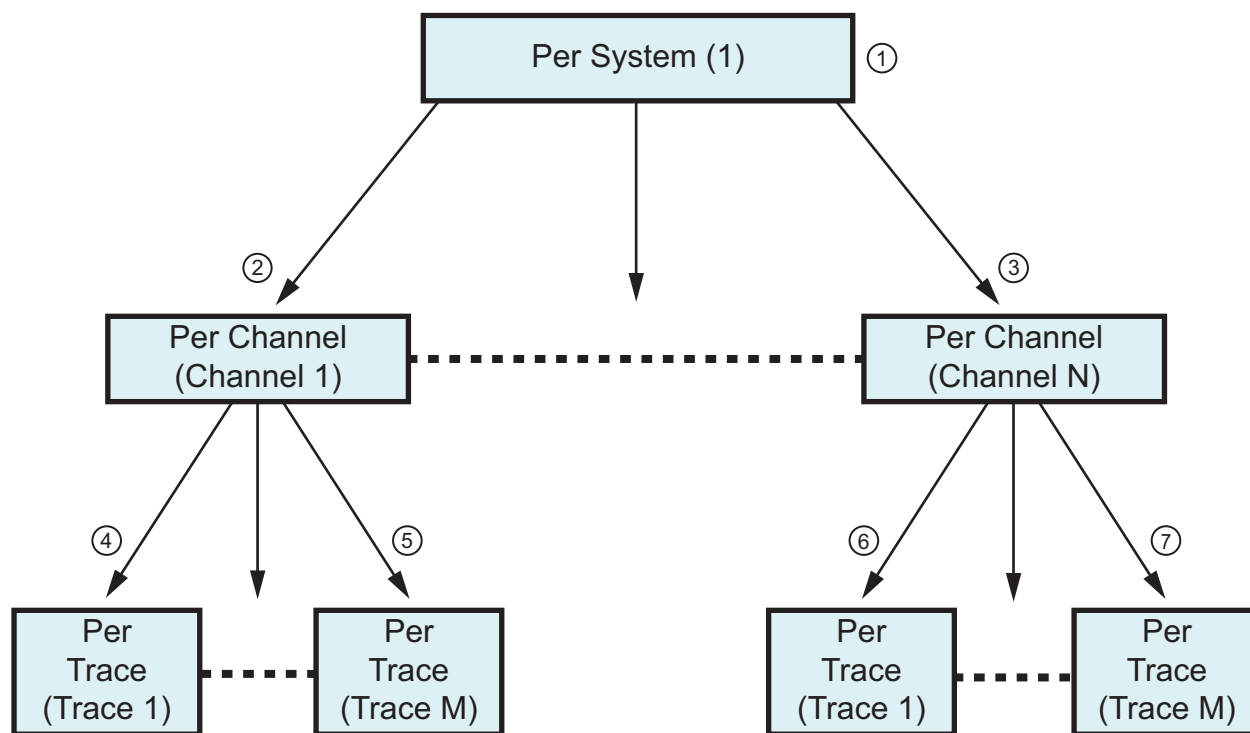 Per System (1)
①
②
③
Per Channel
(Channel 1)
Per Channel
(Channel N)
④
⑤
⑥
⑦
Per
Trace
(Trace 1)
Per
Trace
(Trace M)
Per
Trace
(Trace 1)
Per
Trace
(Trace M)